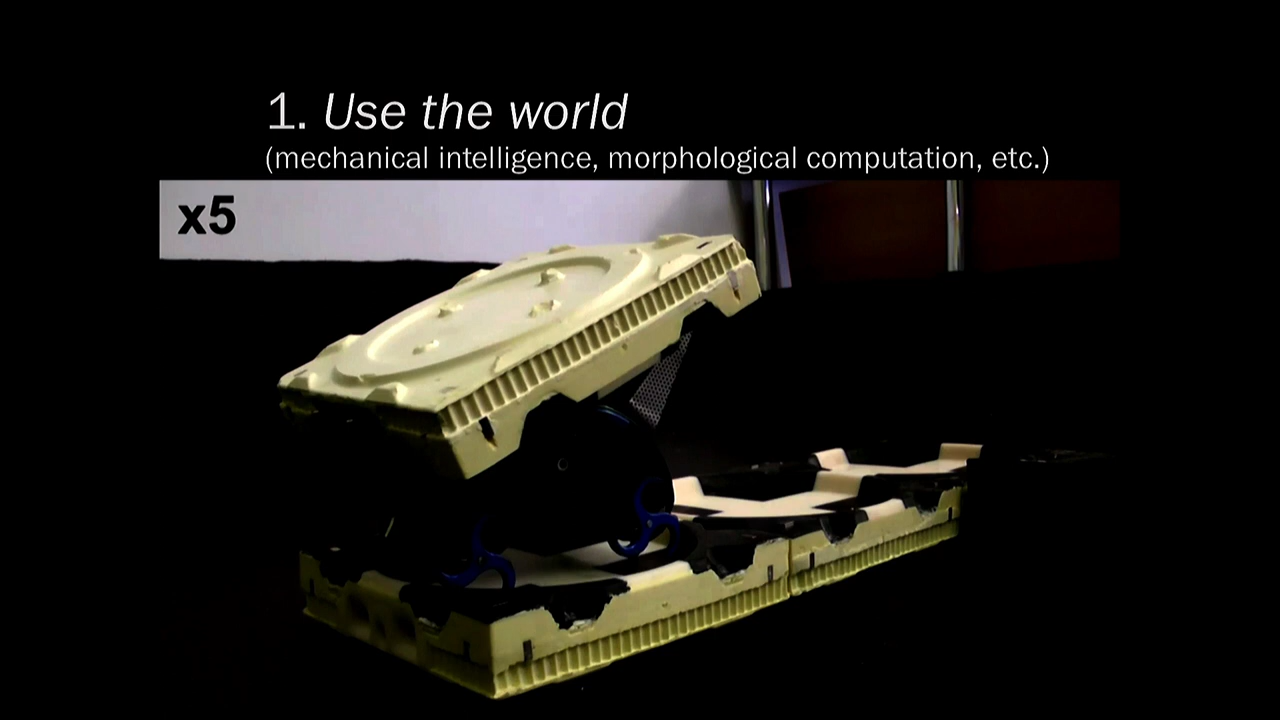 1. Use the world
(mechanical intelligence, morphological computation, etc.)
x5